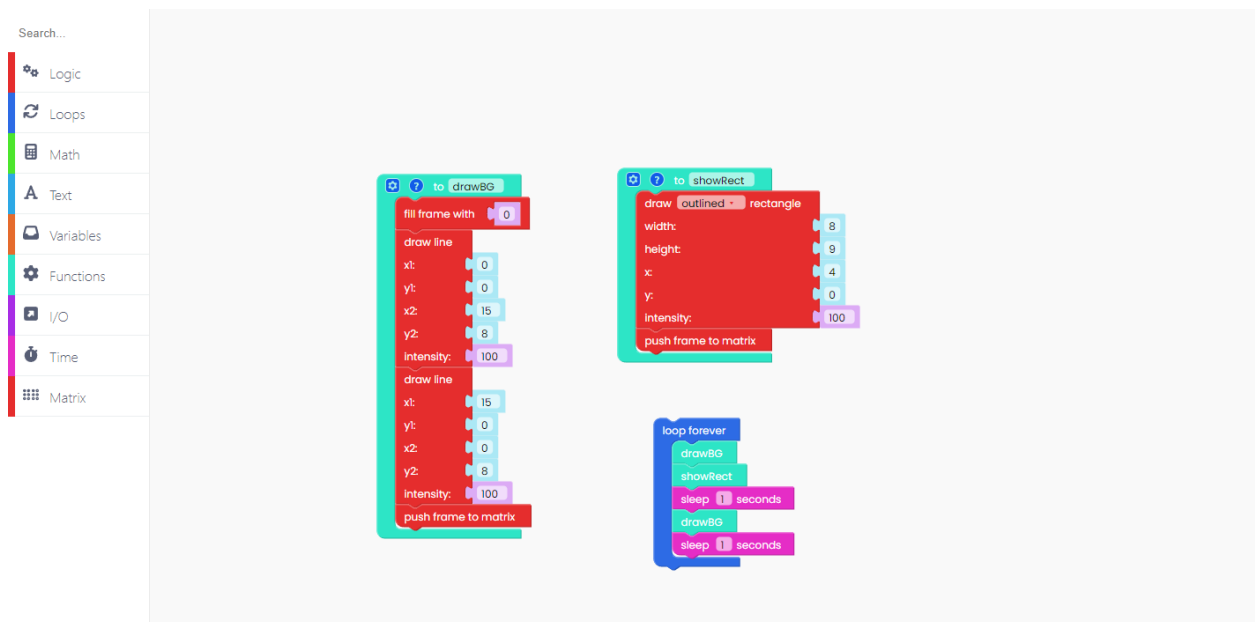 Search...
Logic
Loops
Math
Text
Variables
Functions
I/O
Time
Matrix
to drawBG
fill frame with 0
draw line
x1: 0
y1: 0
x2: 15
y2: 8
intensity: 100
draw line
x1: 15
y1: 0
x2: 0
y2: 8
intensity: 100
push frame to matrix
to showRect
draw outlined rectangle
width: 8
height: 9
x: 4
y: 0
intensity: 100
push frame to matrix
loop forever
drawBG
showRect
sleep 1 seconds
drawBG
sleep 1 seconds